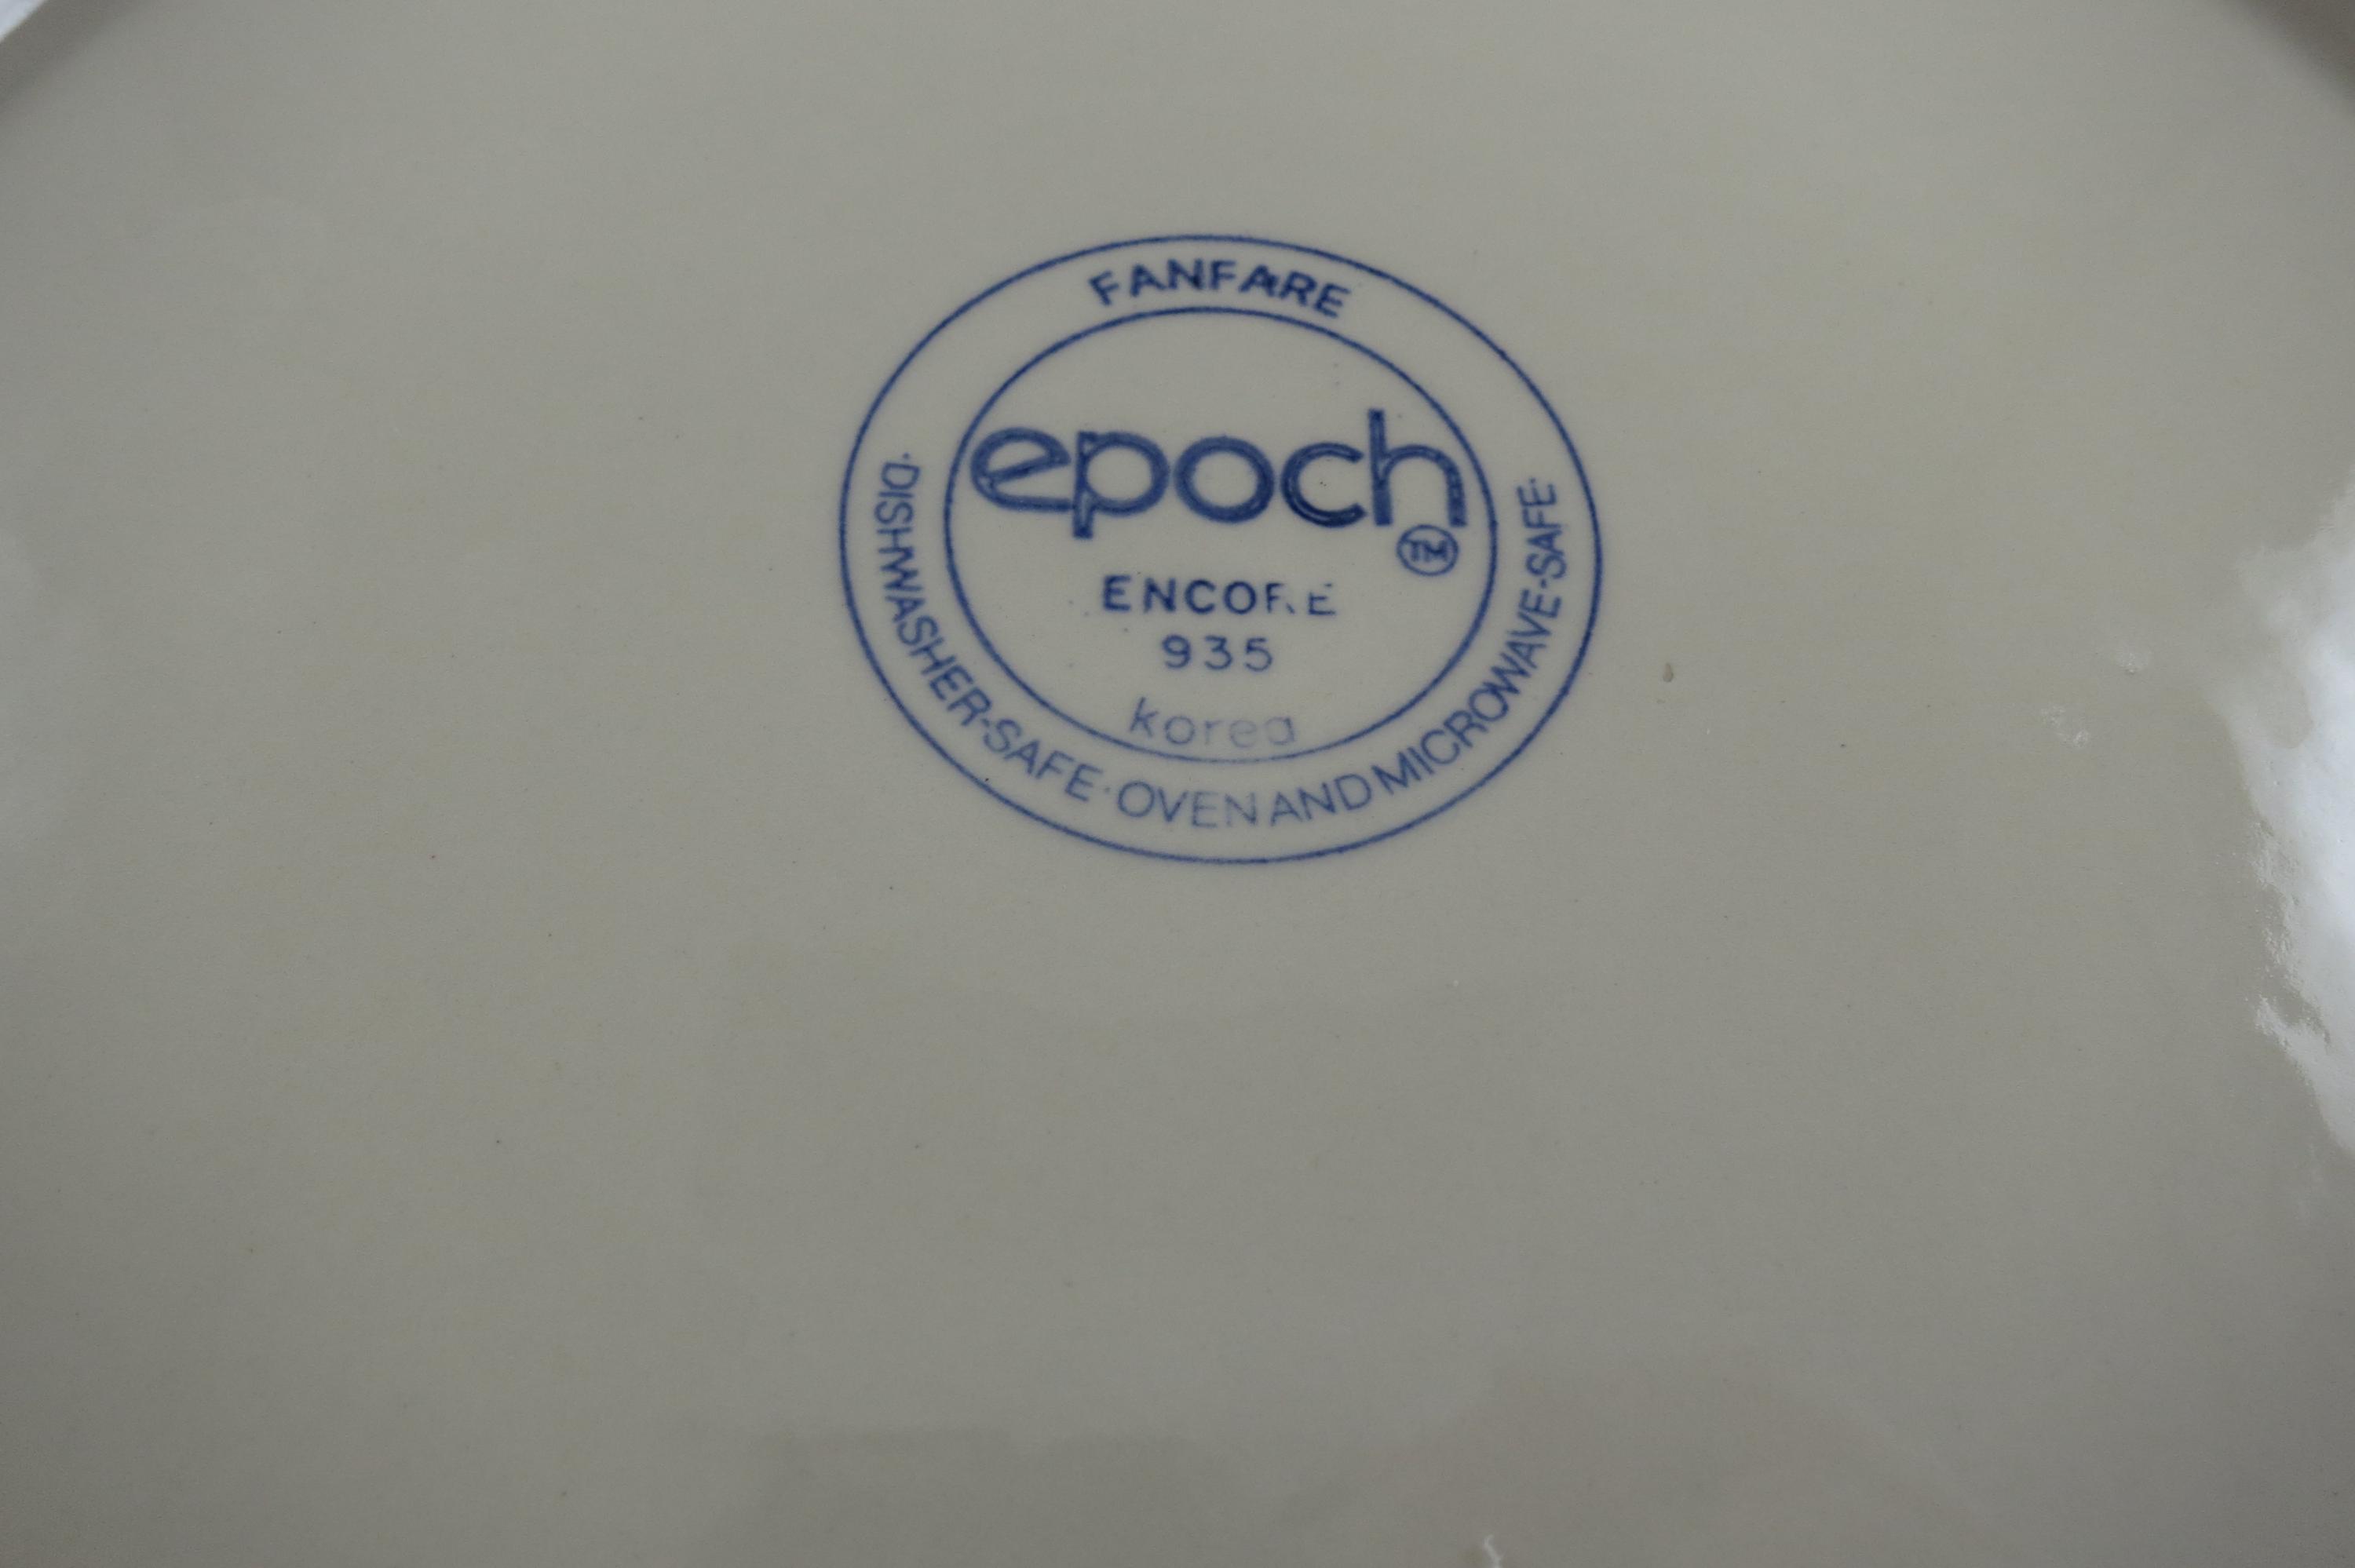 FANFARE
epoch
TM
ENCORE
935
korea
·DISHWASHER-SAFE·OVEN AND MICROWAVE-SAFE·